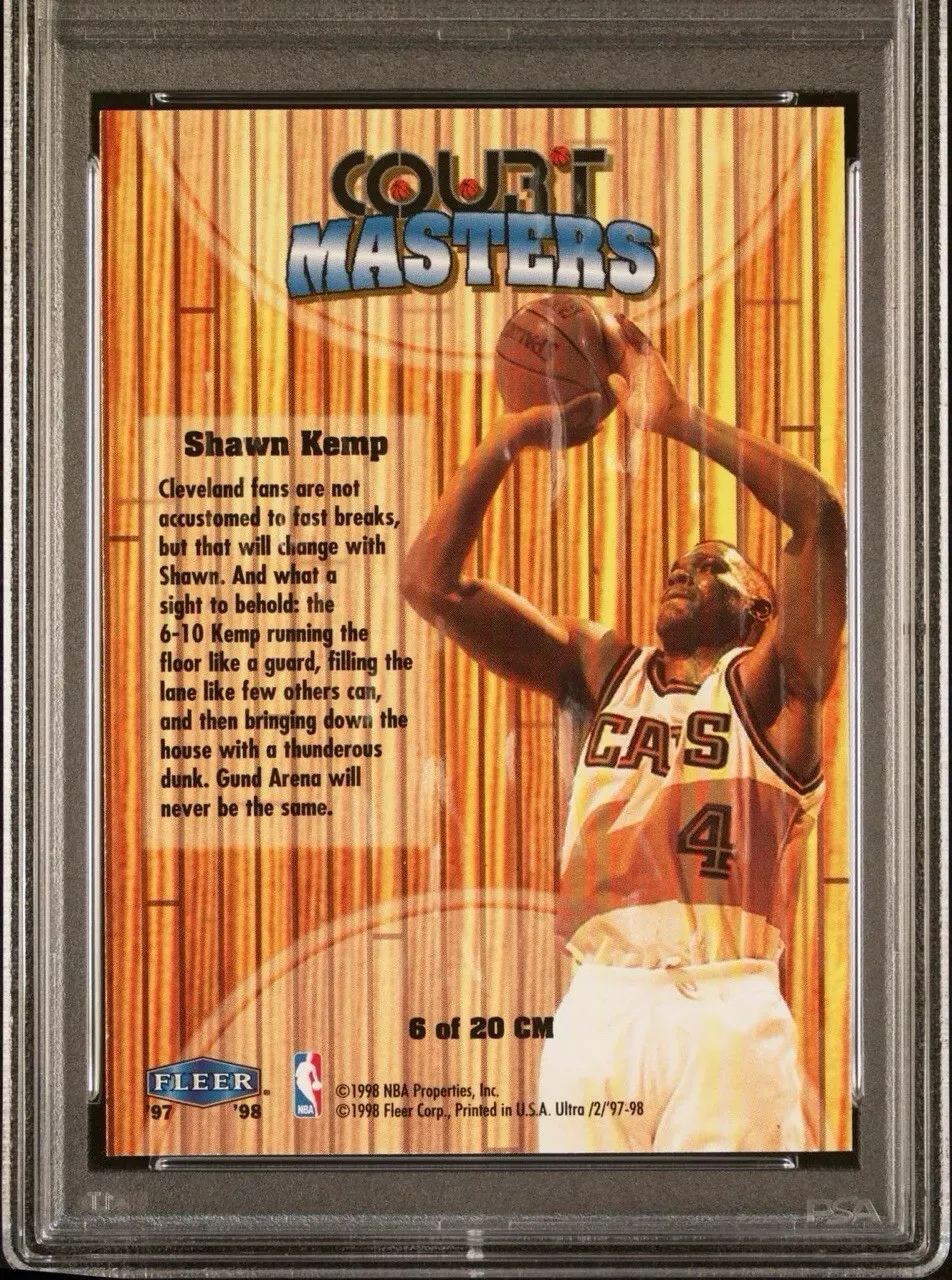 COURT
MASTERS
Shawn Kemp
Cleveland fans are not
accustomed to fast breaks,
but that will change with
Shawn. And what a
sight to behold: the
6-10 Kemp running the
floor like a guard, filling the
lane like few others can,
and then bringing down the
house with a thunderous
dunk. Gund Arena will
never be the same.
CA S
4
6 of 20 CM
FLEER
'97 '98
NBA
©1998 NBA Properties, Inc.
©1998 Fleer Corp., Printed in U.S.A. Ultra /2/'97-98
PSA